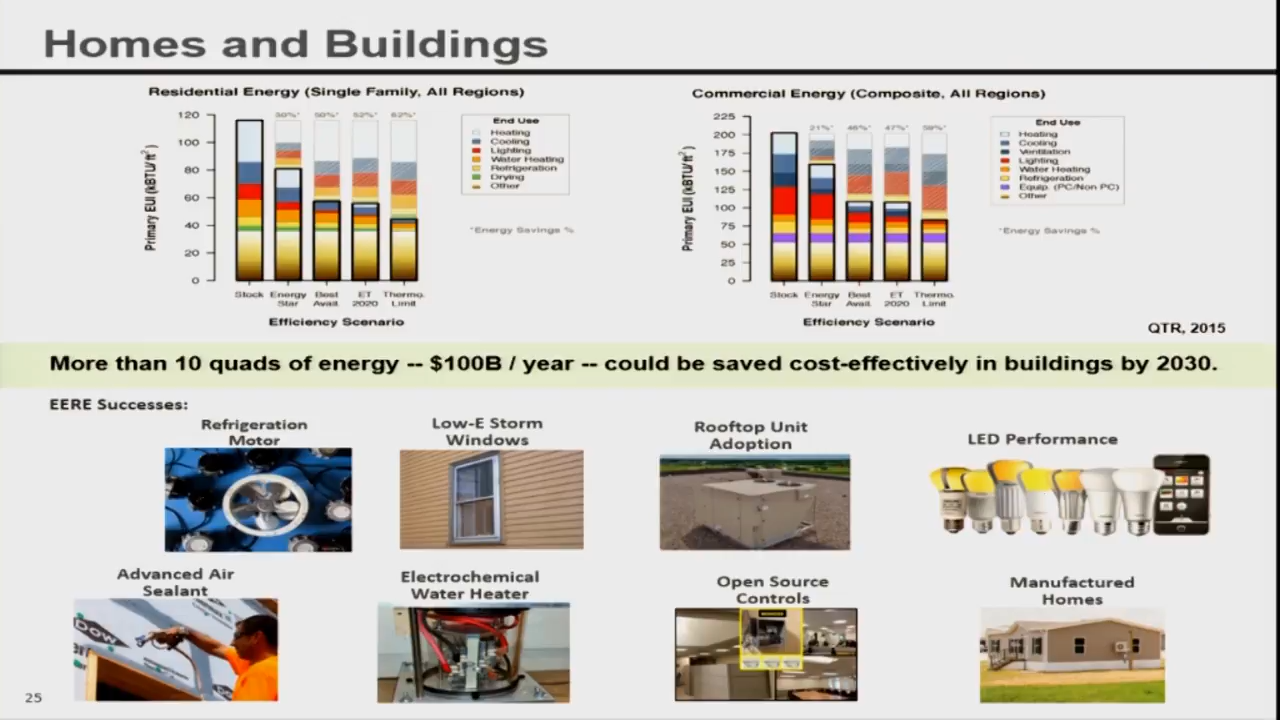 Homes and Buildings
Residential Energy (Single Family, All Regions)
Primary EUI (kBTU/ft²)
120
100
80
60
40
20
0
30%*
50%*
52%*
62%*
Stock
Energy Star
Best Avail.
ET 2020
Thermo. Limit
Efficiency Scenario
End Use
Heating
Cooling
Lighting
Water Heating
Refrigeration
Drying
Other
*Energy Savings %
Commercial Energy (Composite, All Regions)
Primary EUI (kBTU/ft²)
225
200
175
150
125
100
75
50
25
0
21%*
46%*
47%*
59%*
Stock
Energy Star
Best Avail.
ET 2020
Thermo. Limit
Efficiency Scenario
End Use
Heating
Cooling
Ventilation
Lighting
Water Heating
Refrigeration
Equip. (PC/Non PC)
Other
*Energy Savings %
QTR, 2015
More than 10 quads of energy -- $100B / year -- could be saved cost-effectively in buildings by 2030.
EERE Successes:
Refrigeration
Motor
Low-E Storm
Windows
Rooftop Unit
Adoption
LED Performance
Advanced Air
Sealant
Electrochemical
Water Heater
Open Source
Controls
Manufactured
Homes
25